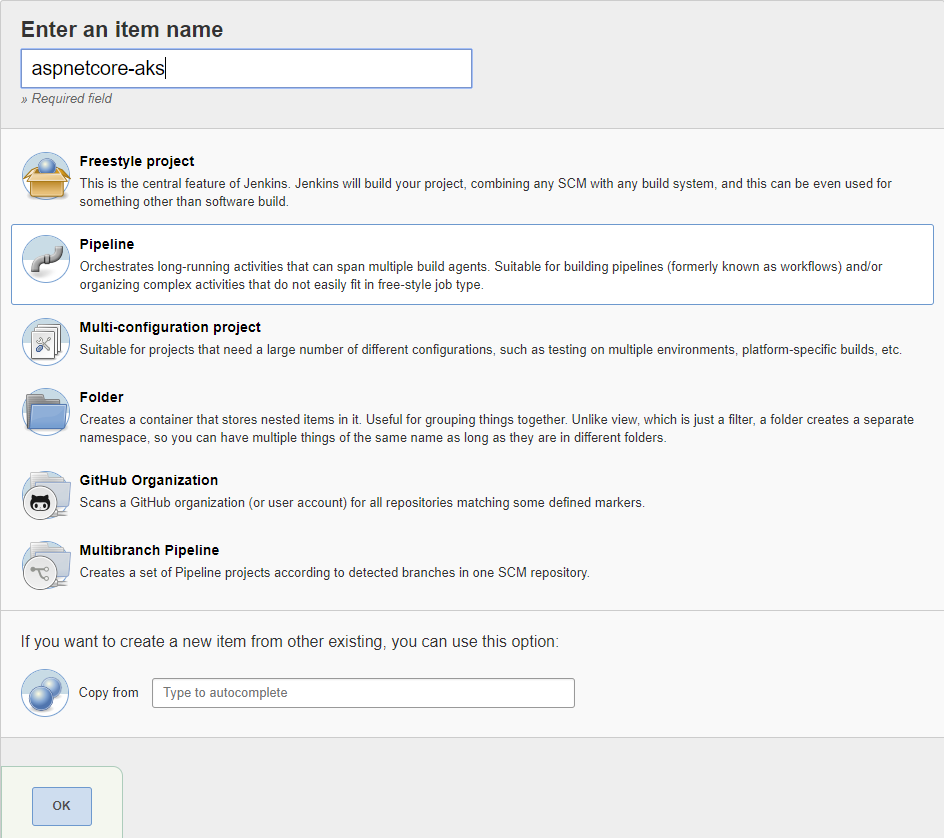 Enter an item name
aspnetcore-aks
» Required field
Freestyle project
This is the central feature of Jenkins. Jenkins will build your project, combining any SCM with any build system, and this can be even used for
something other than software build.
Pipeline
Orchestrates long-running activities that can span multiple build agents. Suitable for building pipelines (formerly known as workflows) and/or
organizing complex activities that do not easily fit in free-style job type.
Multi-configuration project
Suitable for projects that need a large number of different configurations, such as testing on multiple environments, platform-specific builds, etc.
Folder
Creates a container that stores nested items in it. Useful for grouping things together. Unlike view, which is just a filter, a folder creates a separate
namespace, so you can have multiple things of the same name as long as they are in different folders.
GitHub Organization
Scans a GitHub organization (or user account) for all repositories matching some defined markers.
Multibranch Pipeline
Creates a set of Pipeline projects according to detected branches in one SCM repository.
If you want to create a new item from other existing, you can use this option:
Copy from Type to autocomplete
OK